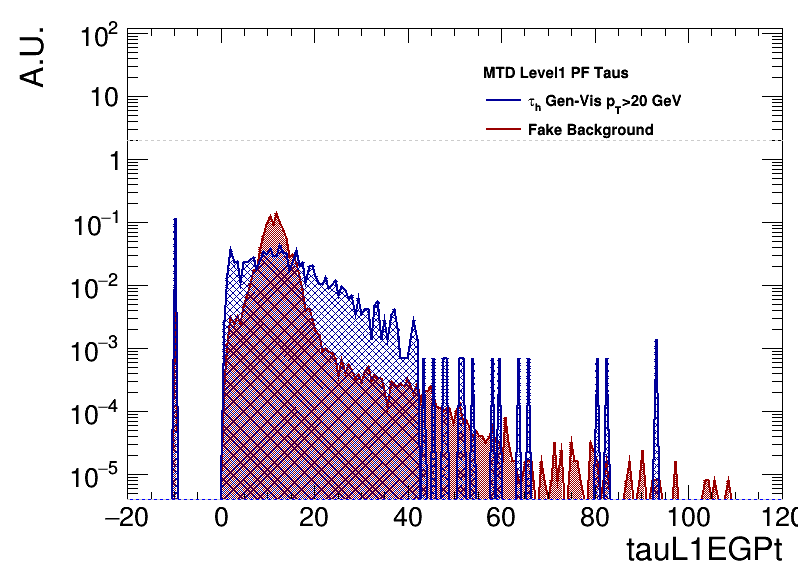 A.U.
10²
10
1
10⁻¹
10⁻²
10⁻³
10⁻⁴
10⁻⁵
MTD Level1 PF Taus
τh Gen-Vis pT>20 GeV
Fake Background
−20 0 20 40 60 80 100 120
tauL1EGPt